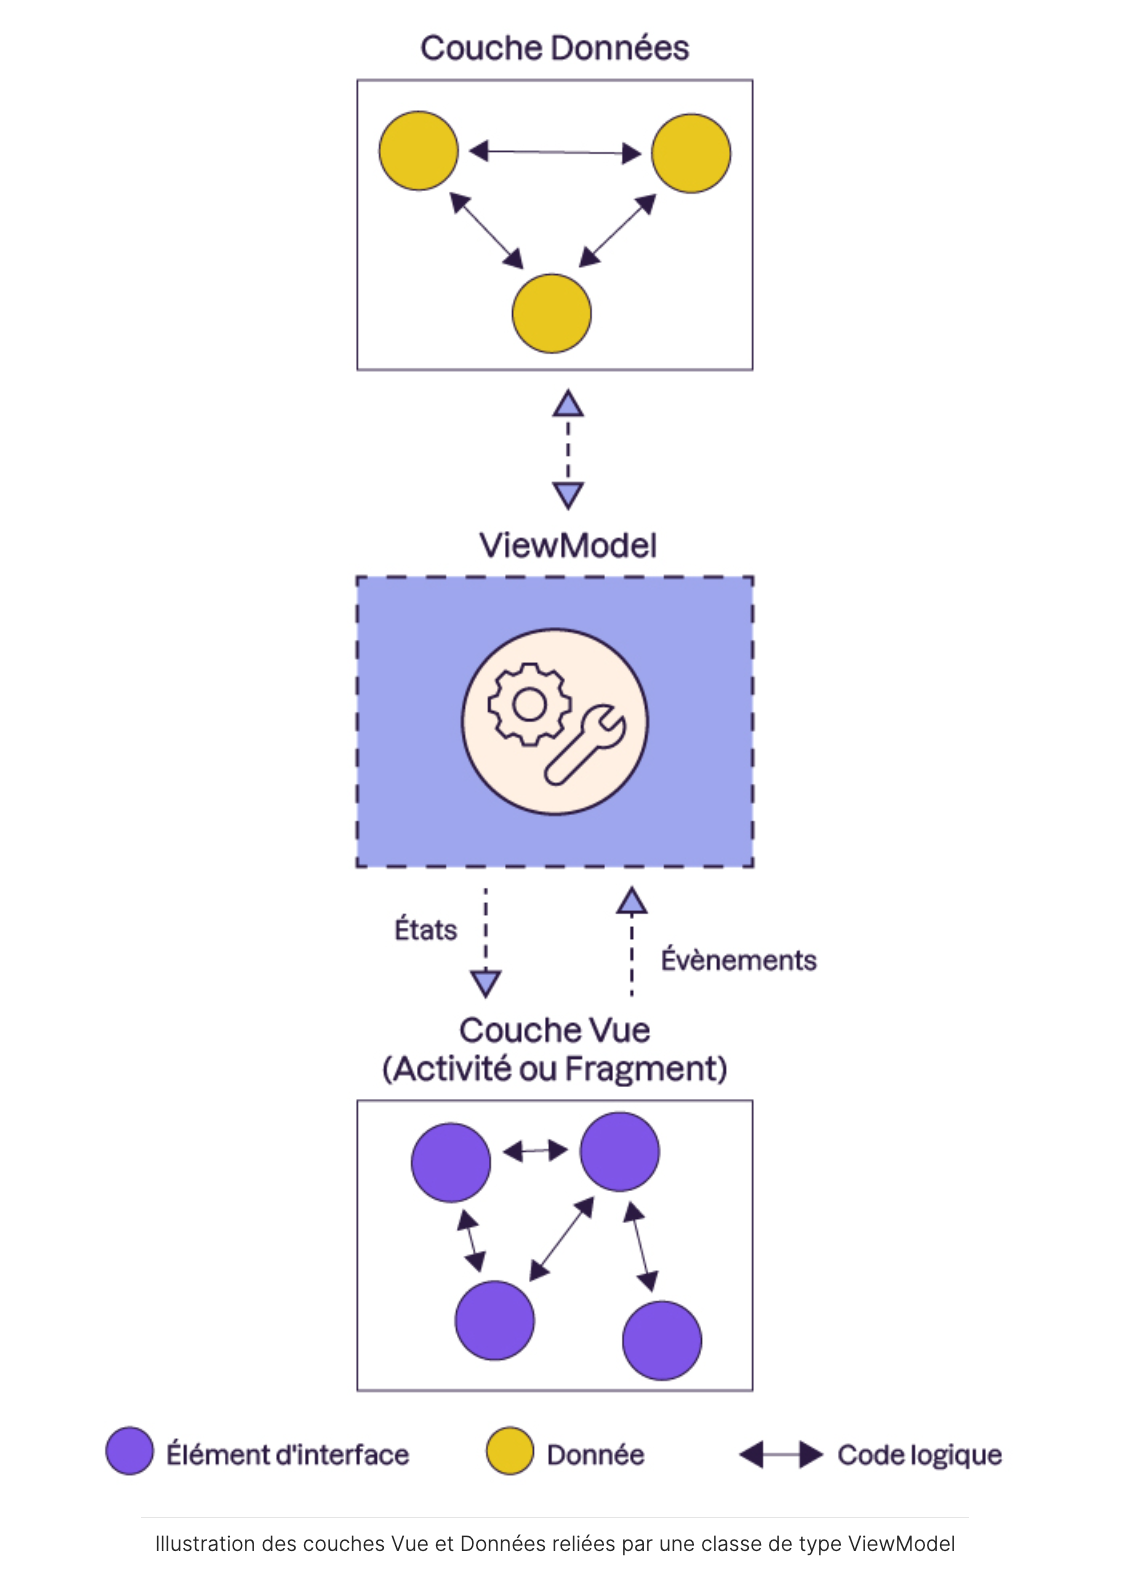 Couche Données
ViewModel
États
Évènements
Couche Vue
(Activité ou Fragment)
Élément d'interface
Donnée
Code logique
Illustration des couches Vue et Données reliées par une classe de type ViewModel